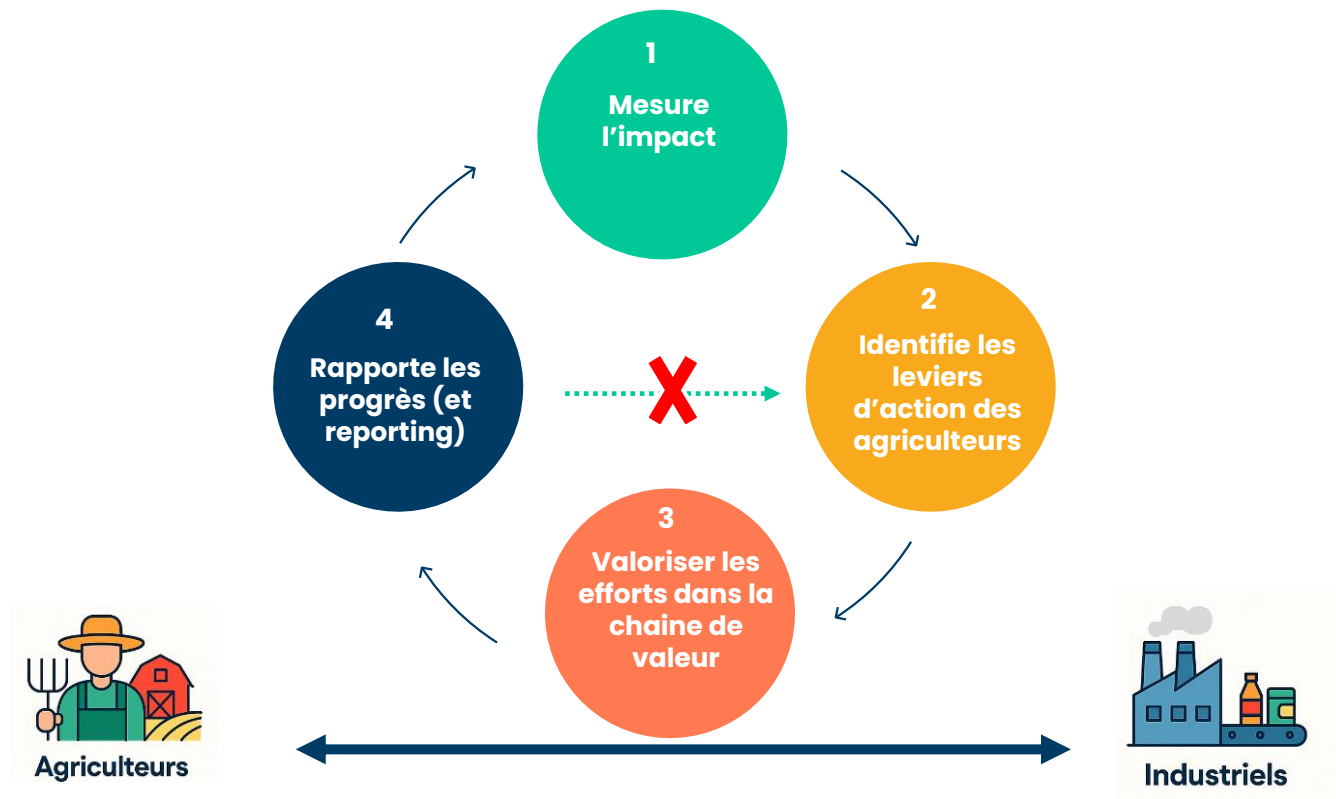 1
Mesure
l’impact
2
Identifie les
leviers
d’action des
agriculteurs
3
Valoriser les
efforts dans la
chaine de
valeur
4
Rapporte les
progrès (et
reporting)
Agriculteurs
Industriels